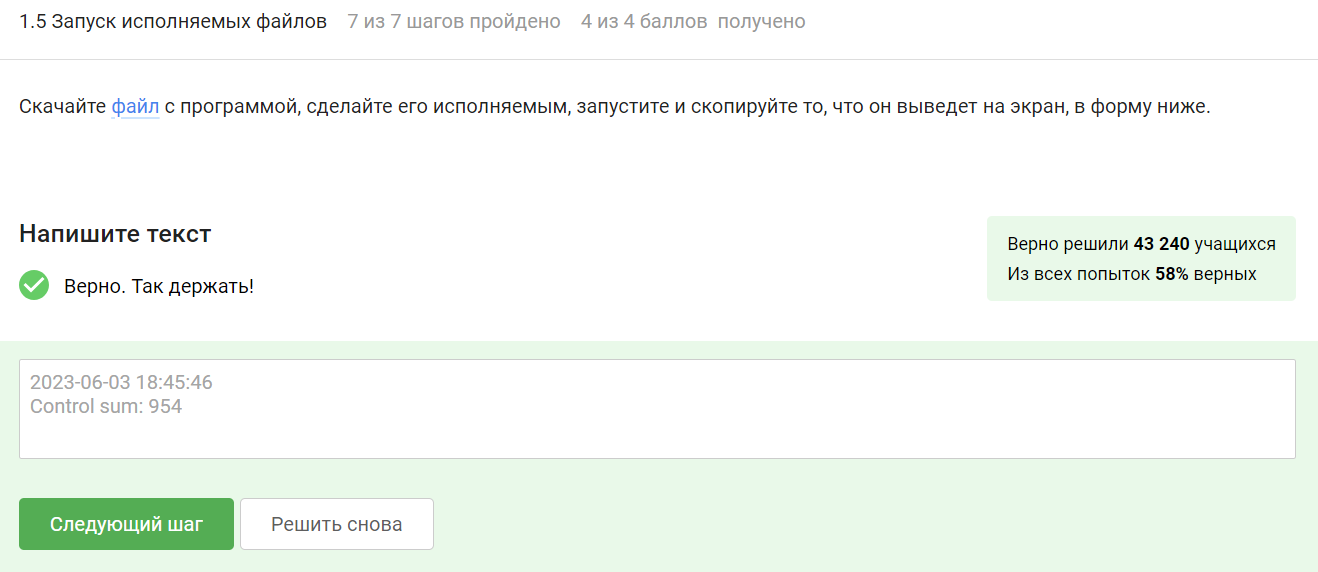 1.5 Запуск исполняемых файлов 7 из 7 шагов пройдено 4 из 4 баллов получено
Скачайте файл с программой, сделайте его исполняемым, запустите и скопируйте то, что он выведет на экран, в форму ниже.
Напишите текст
Верно. Так держать!
Верно решили 43 240 учащихся
Из всех попыток 58% верных
2023-06-03 18:45:46
Control sum: 954
Следующий шаг Решить снова